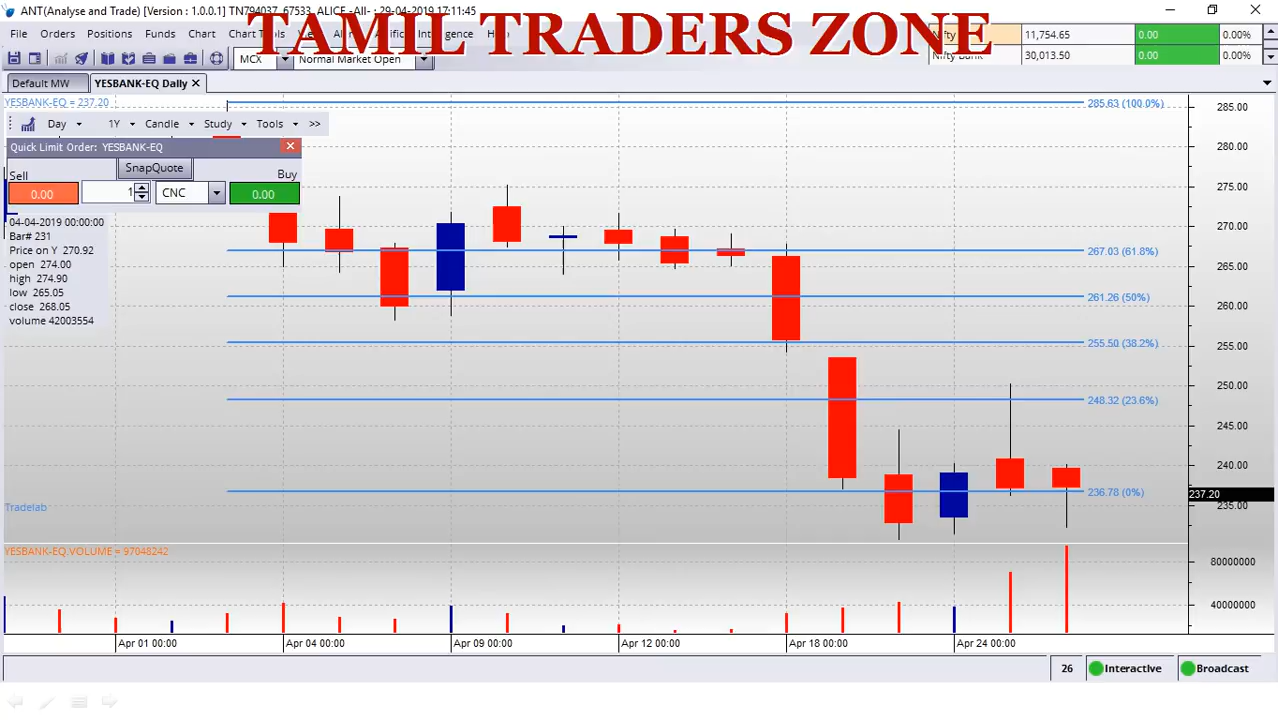 ANT(Analyse and Trade) [Version : 1.0.0.1] TN794037_67533_ALICE -All- : 29-04-2019 17:11:45
TAMIL TRADERS ZONE
File Orders Positions Funds Chart Chart
MCX Normal Market Open
Nifty 11,754.65 0.00 0.00%
Nifty Bank 30,013.50 0.00 0.00%
Default MW YESBANK-EQ Daily
YESBANK-EQ = 237.20
Day 1Y Candle Study Tools >>
Quick Limit Order: YESBANK-EQ
Sell SnapQuote Buy
0.00 1 CNC 0.00
04-04-2019 00:00:00
Bar# 231
Price on Y 270.92
open 274.00
high 274.90
low 265.05
close 268.05
volume 42003554
285.63 (100.0%)
267.03 (61.8%)
261.26 (50%)
255.50 (38.2%)
248.32 (23.6%)
236.78 (0%)
285.00
280.00
275.00
270.00
265.00
260.00
255.00
250.00
245.00
240.00
237.20
235.00
Tradelab
YESBANK-EQ.VOLUME = 97048242
80000000
40000000
Apr 01 00:00 Apr 04 00:00 Apr 09 00:00 Apr 12 00:00 Apr 18 00:00 Apr 24 00:00
26 Interactive Broadcast